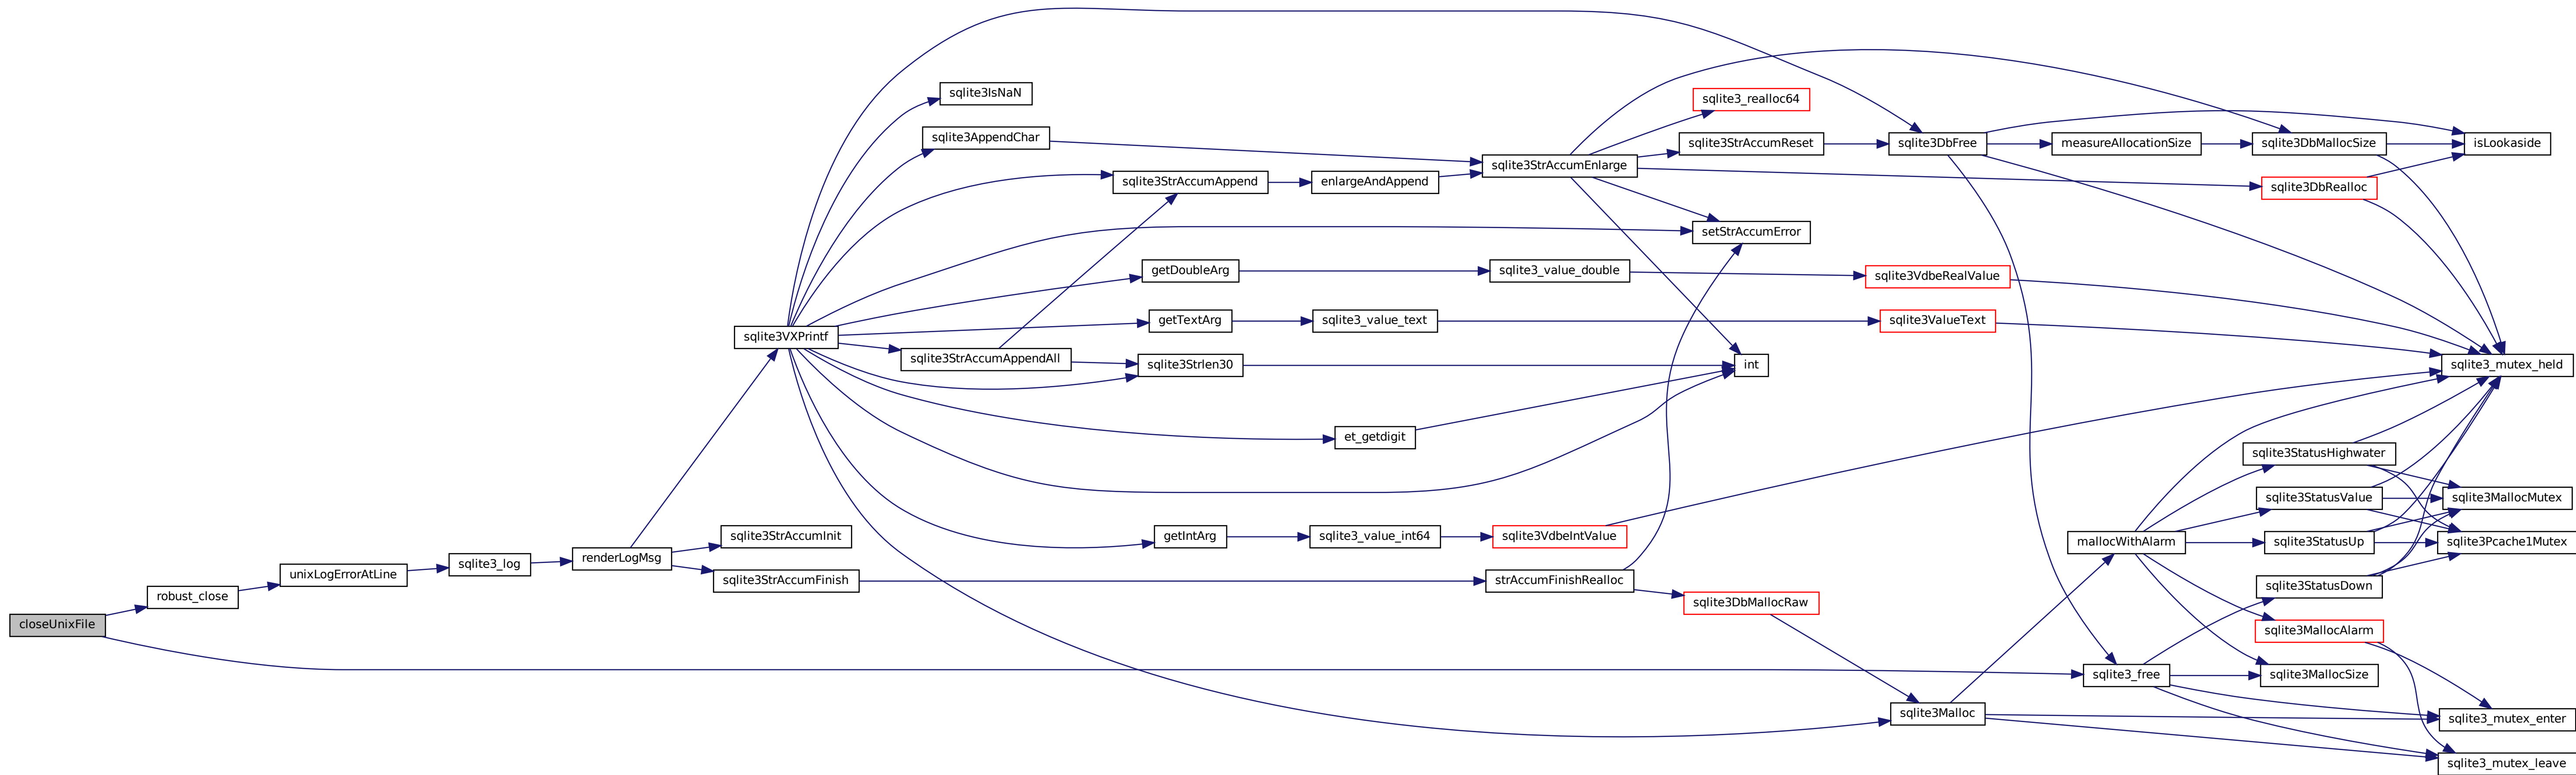 closeUnixFile
robust_close
unixLogErrorAtLine
sqlite3_log
renderLogMsg
sqlite3VXPrintf
sqlite3StrAccumInit
sqlite3StrAccumFinish
sqlite3IsNaN
sqlite3AppendChar
sqlite3StrAccumAppend
getDoubleArg
getTextArg
sqlite3StrAccumAppendAll
sqlite3Strlen30
et_getdigit
getIntArg
enlargeAndAppend
sqlite3_value_text
sqlite3_value_int64
sqlite3StrAccumEnlarge
sqlite3_value_double
sqlite3VdbeIntValue
strAccumFinishRealloc
sqlite3_realloc64
sqlite3StrAccumReset
setStrAccumError
int
sqlite3DbMallocRaw
sqlite3DbFree
sqlite3VdbeRealValue
sqlite3ValueText
sqlite3Malloc
measureAllocationSize
mallocWithAlarm
sqlite3_free
sqlite3DbMallocSize
sqlite3DbRealloc
sqlite3StatusHighwater
sqlite3StatusValue
sqlite3StatusUp
sqlite3StatusDown
sqlite3MallocAlarm
sqlite3MallocSize
isLookaside
sqlite3_mutex_held
sqlite3MallocMutex
sqlite3Pcache1Mutex
sqlite3_mutex_enter
sqlite3_mutex_leave